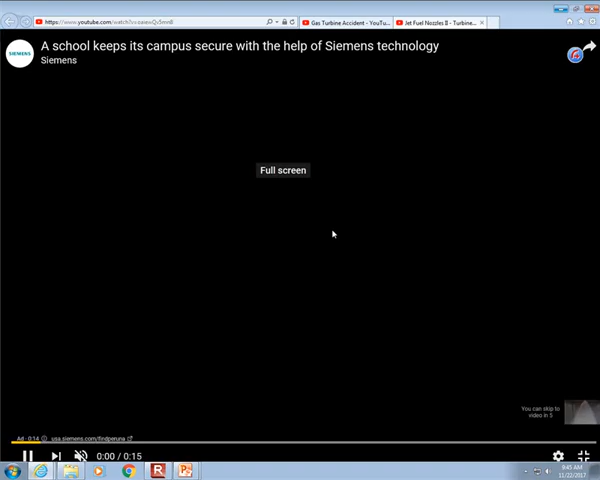 Gas Turbine Accident - YouTu...
Jet Fuel Nozzles II - Turbine...
SIEMENS
A school keeps its campus secure with the help of Siemens technology
Siemens
Full screen
You can skip to
video in 5
Ad · 0:14
usa.siemens.com/findperuna
0:00 / 0:15
9:45 AM
11/22/2017